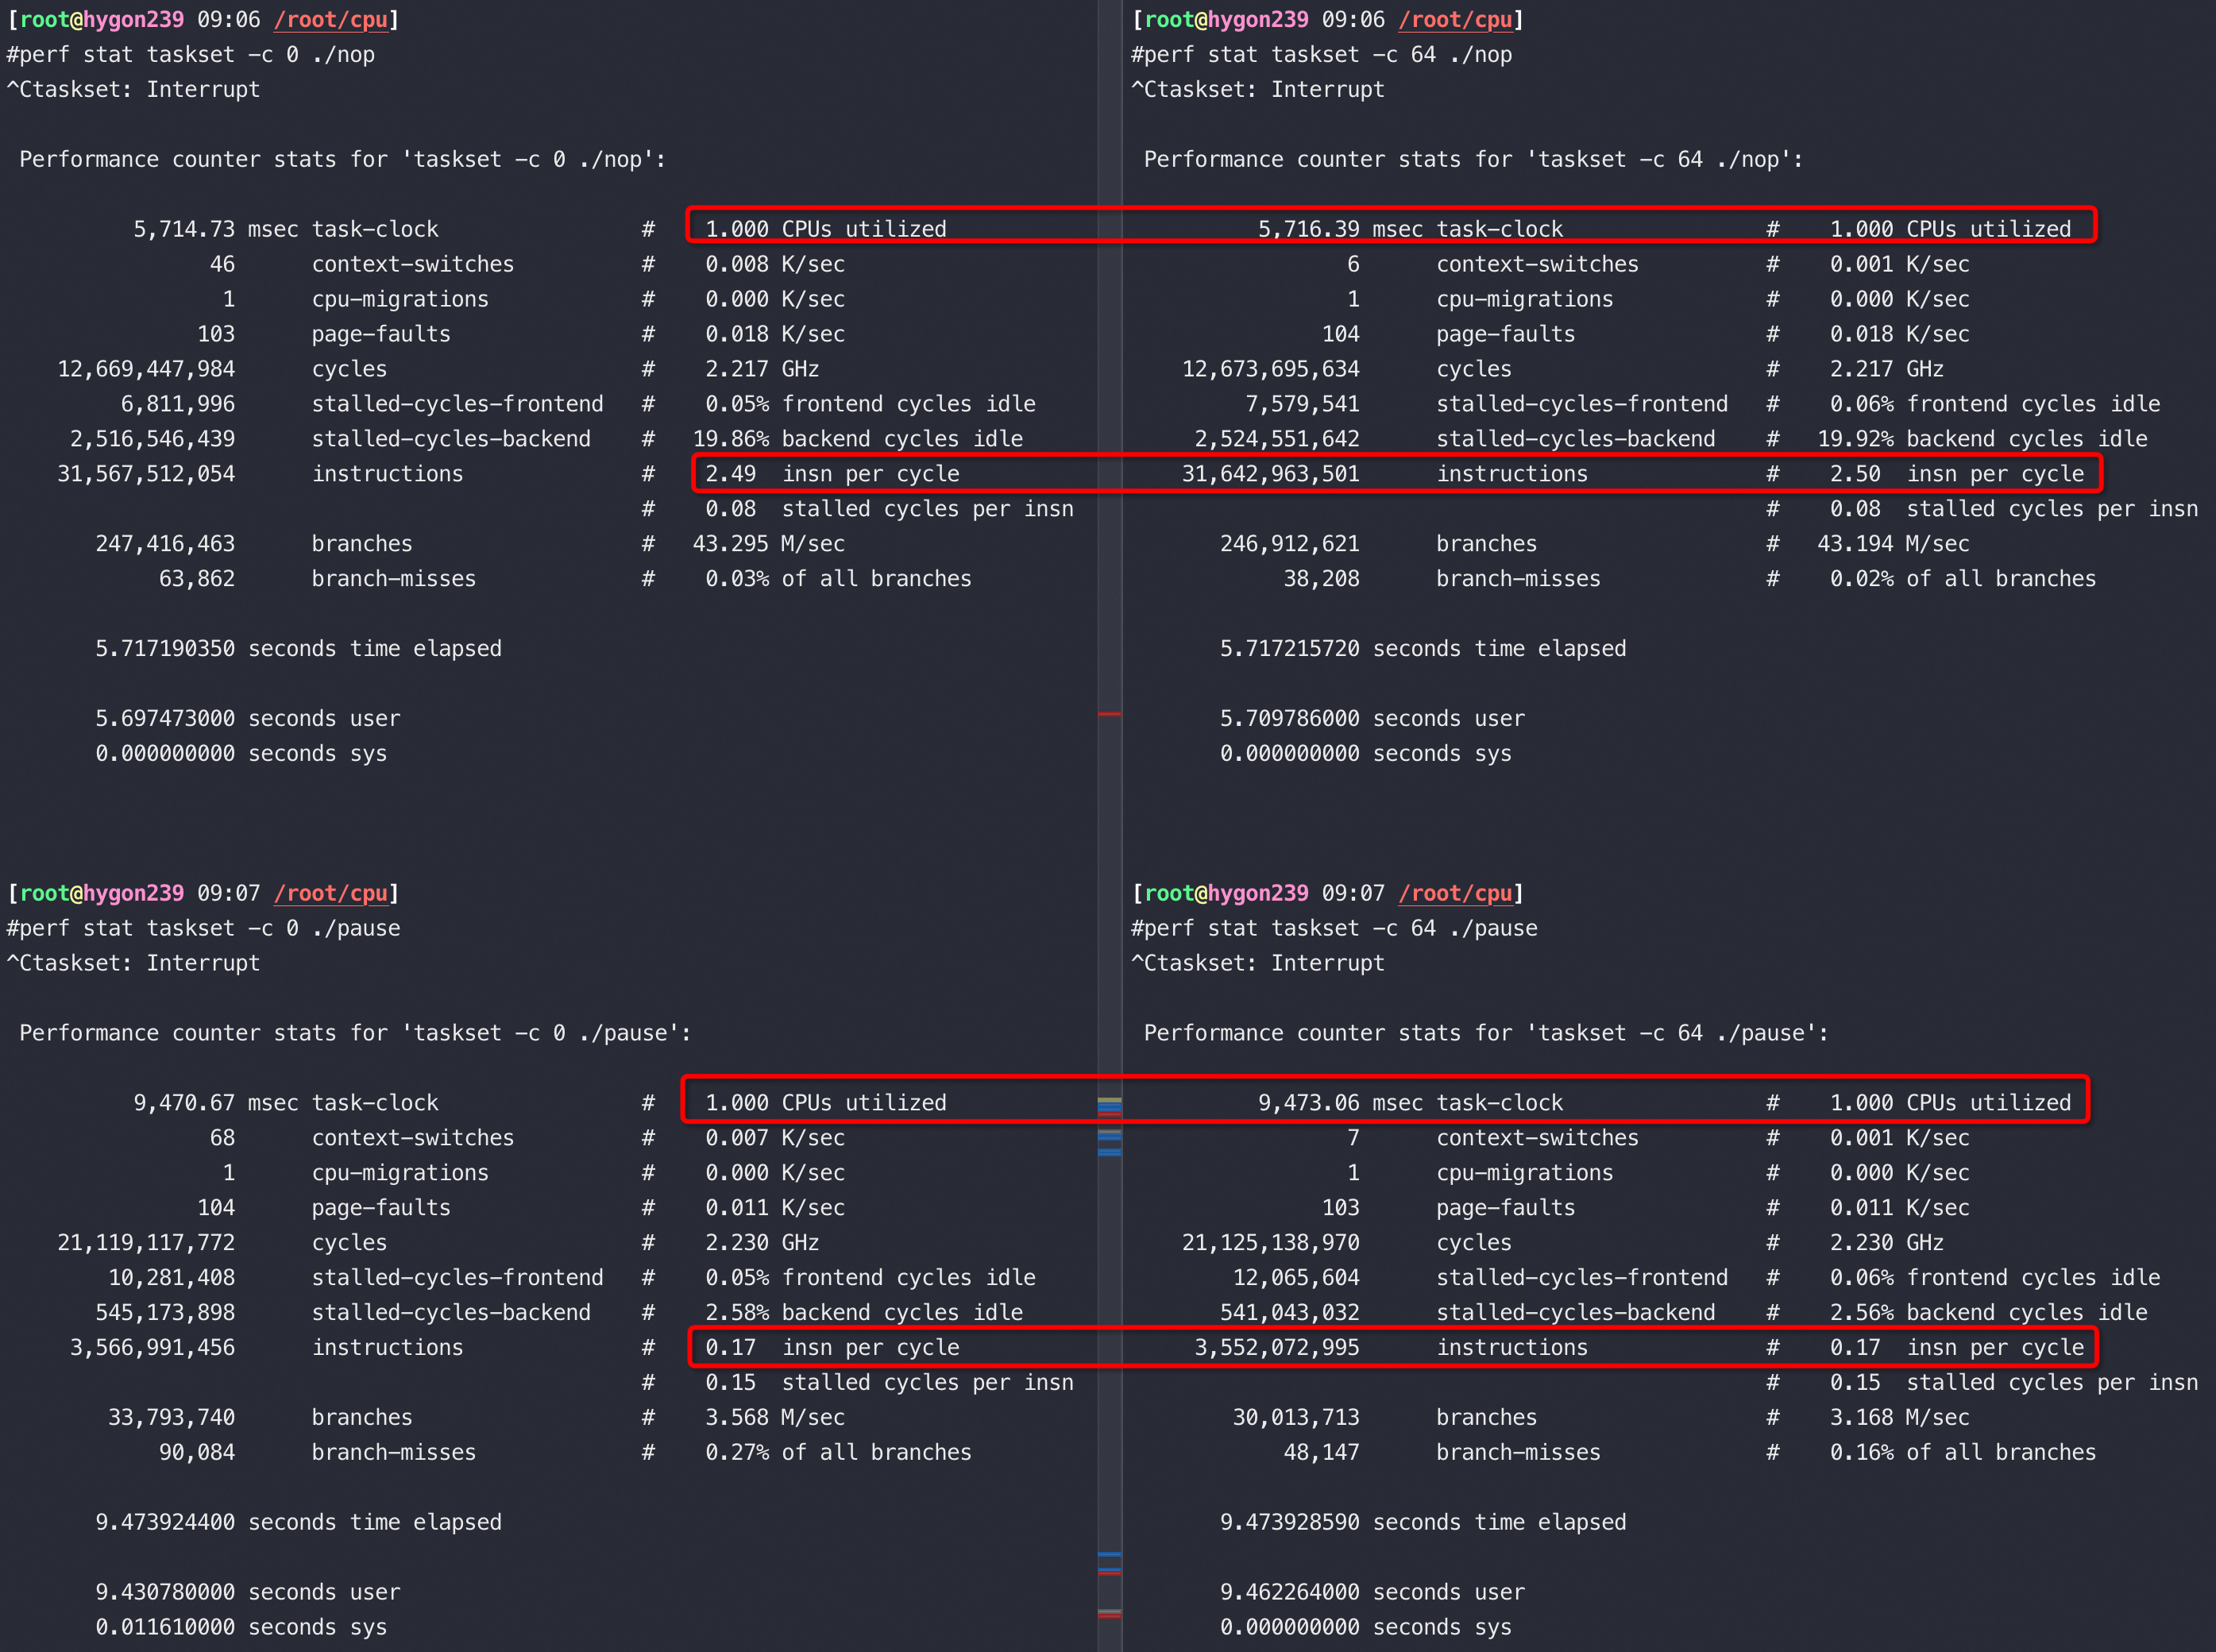 [root@hygon239 09:06 /root/cpu]
#perf stat taskset -c 0 ./nop
^Ctaskset: Interrupt
 Performance counter stats for 'taskset -c 0 ./nop':
5,714.73 msec task-clock # 1.000 CPUs utilized
46 context-switches # 0.008 K/sec
1 cpu-migrations # 0.000 K/sec
103 page-faults # 0.018 K/sec
12,669,447,984 cycles # 2.217 GHz
6,811,996 stalled-cycles-frontend # 0.05% frontend cycles idle
2,516,546,439 stalled-cycles-backend # 19.86% backend cycles idle
31,567,512,054 instructions # 2.49 insn per cycle
# 0.08 stalled cycles per insn
247,416,463 branches # 43.295 M/sec
63,862 branch-misses # 0.03% of all branches
5.717190350 seconds time elapsed
5.697473000 seconds user
0.000000000 seconds sys
[root@hygon239 09:06 /root/cpu]
#perf stat taskset -c 64 ./nop
^Ctaskset: Interrupt
 Performance counter stats for 'taskset -c 64 ./nop':
5,716.39 msec task-clock # 1.000 CPUs utilized
6 context-switches # 0.001 K/sec
1 cpu-migrations # 0.000 K/sec
104 page-faults # 0.018 K/sec
12,673,695,634 cycles # 2.217 GHz
7,579,541 stalled-cycles-frontend # 0.06% frontend cycles idle
2,524,551,642 stalled-cycles-backend # 19.92% backend cycles idle
31,642,963,501 instructions # 2.50 insn per cycle
# 0.08 stalled cycles per insn
246,912,621 branches # 43.194 M/sec
38,208 branch-misses # 0.02% of all branches
5.717215720 seconds time elapsed
5.709786000 seconds user
0.000000000 seconds sys
[root@hygon239 09:07 /root/cpu]
#perf stat taskset -c 0 ./pause
^Ctaskset: Interrupt
 Performance counter stats for 'taskset -c 0 ./pause':
9,470.67 msec task-clock # 1.000 CPUs utilized
68 context-switches # 0.007 K/sec
1 cpu-migrations # 0.000 K/sec
104 page-faults # 0.011 K/sec
21,119,117,772 cycles # 2.230 GHz
10,281,408 stalled-cycles-frontend # 0.05% frontend cycles idle
545,173,898 stalled-cycles-backend # 2.58% backend cycles idle
3,566,991,456 instructions # 0.17 insn per cycle
# 0.15 stalled cycles per insn
33,793,740 branches # 3.568 M/sec
90,084 branch-misses # 0.27% of all branches
9.473924400 seconds time elapsed
9.430780000 seconds user
0.011610000 seconds sys
[root@hygon239 09:07 /root/cpu]
#perf stat taskset -c 64 ./pause
^Ctaskset: Interrupt
 Performance counter stats for 'taskset -c 64 ./pause':
9,473.06 msec task-clock # 1.000 CPUs utilized
7 context-switches # 0.001 K/sec
1 cpu-migrations # 0.000 K/sec
103 page-faults # 0.011 K/sec
21,125,138,970 cycles # 2.230 GHz
12,065,604 stalled-cycles-frontend # 0.06% frontend cycles idle
541,043,032 stalled-cycles-backend # 2.56% backend cycles idle
3,552,072,995 instructions # 0.17 insn per cycle
# 0.15 stalled cycles per insn
30,013,713 branches # 3.168 M/sec
48,147 branch-misses # 0.16% of all branches
9.473928590 seconds time elapsed
9.462264000 seconds user
0.000000000 seconds sys